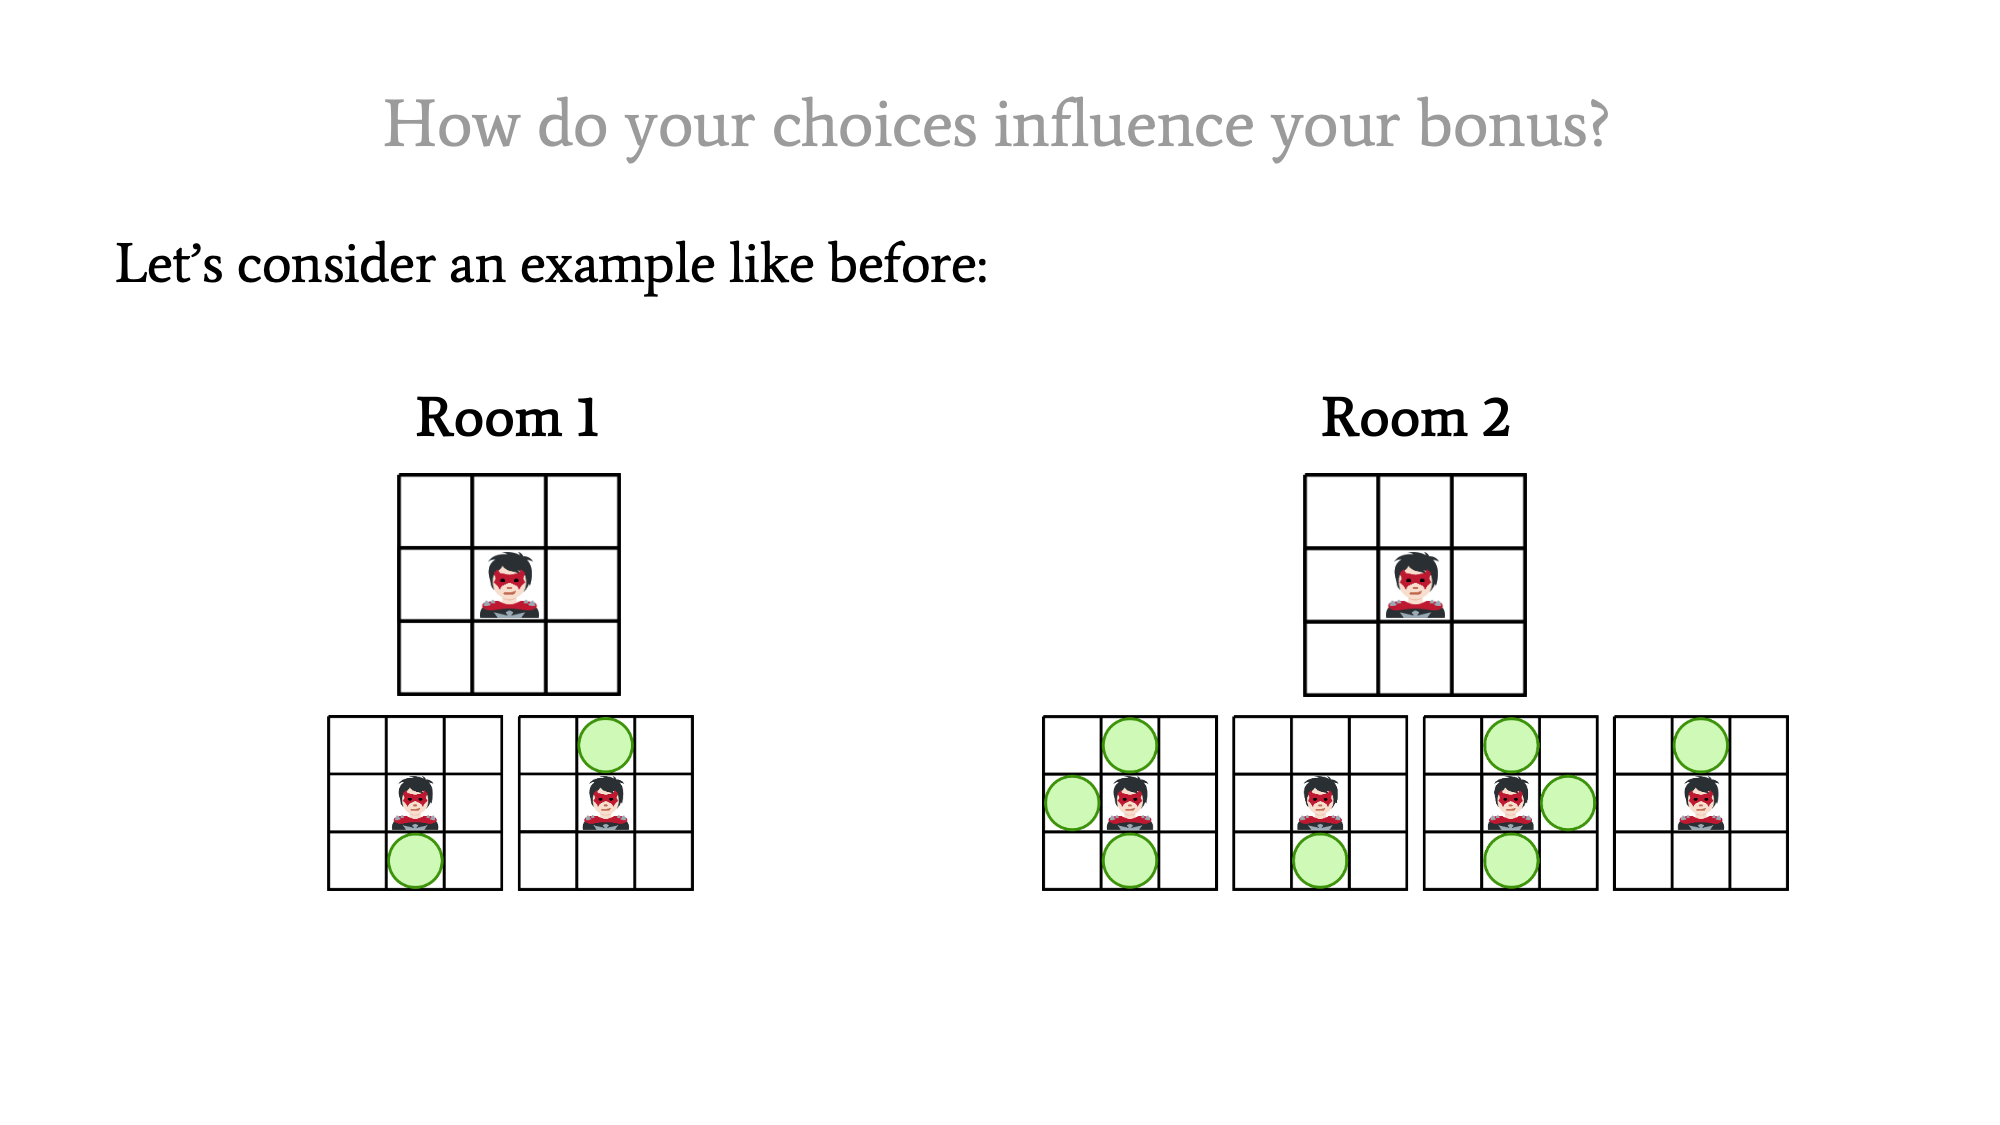 How do your choices influence your bonus?
Let’s consider an example like before:
Room 1
Room 2